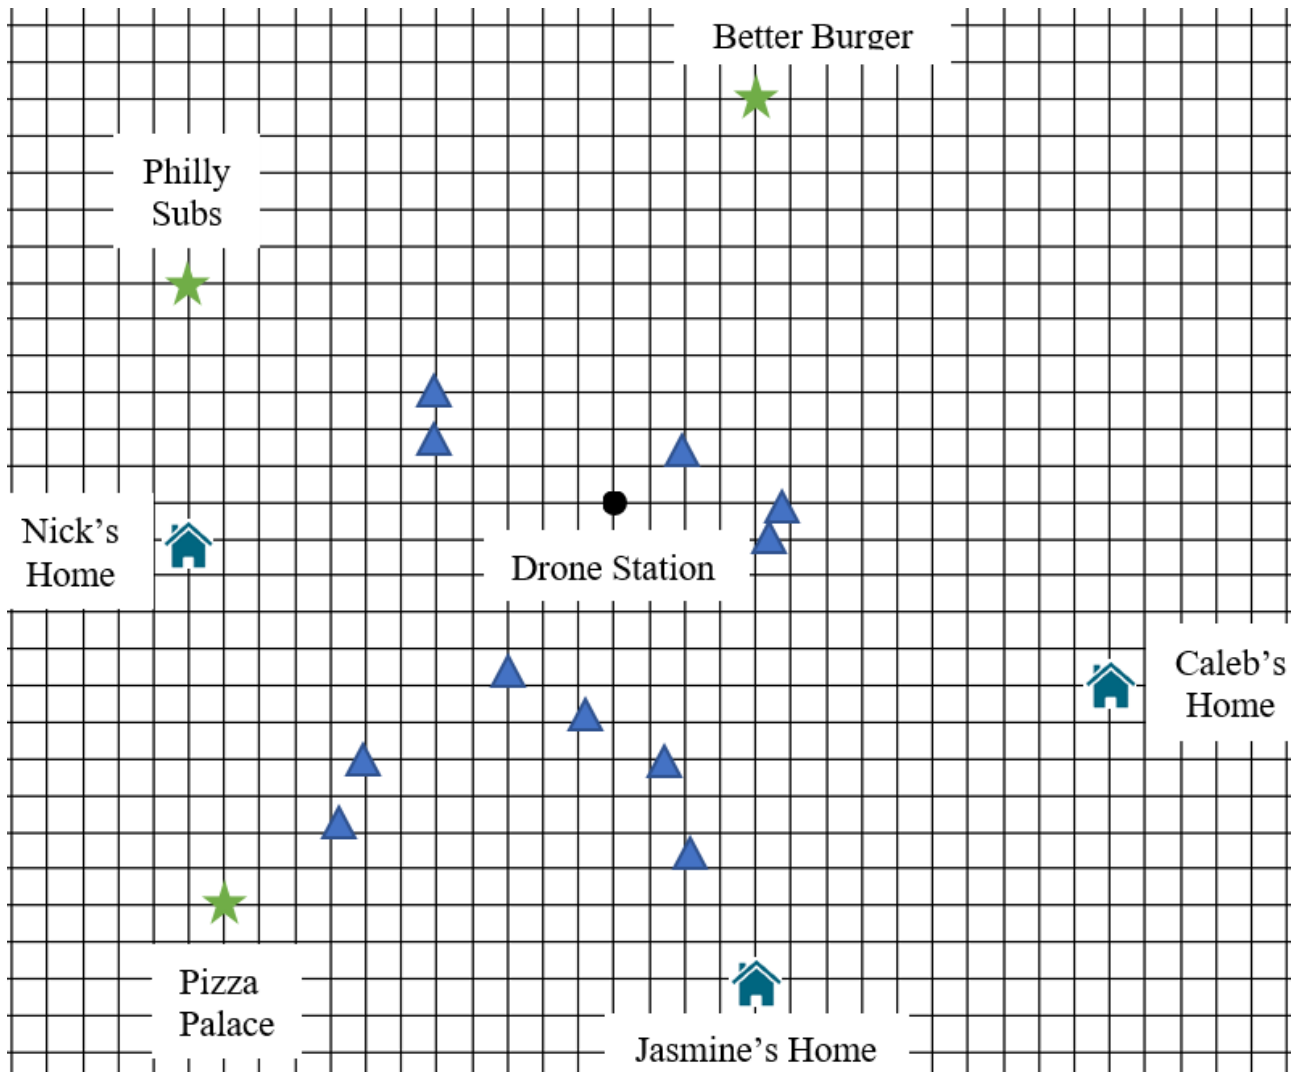 Better Burger
Philly
Subs
Nick’s
Home
Drone Station
Caleb’s
Home
Pizza
Palace
Jasmine’s Home